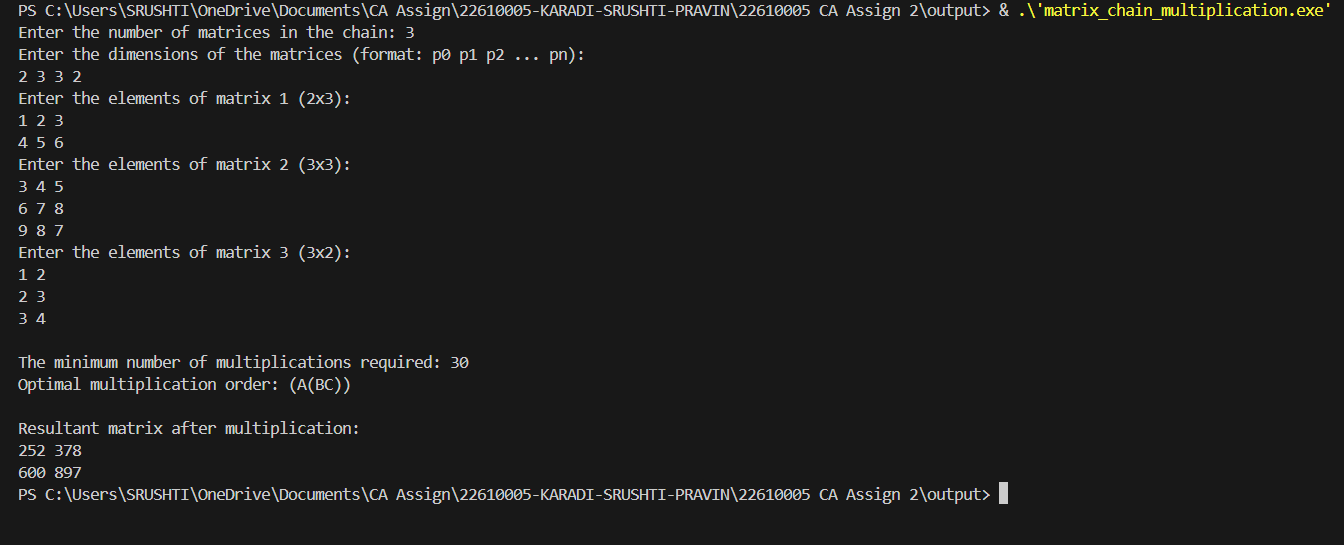 PS C:\Users\SRUSHTI\OneDrive\Documents\CA Assign\22610005-KARADI-SRUSHTI-PRAVIN\22610005 CA Assign 2\output> & .\'matrix_chain_multiplication.exe'
Enter the number of matrices in the chain: 3
Enter the dimensions of the matrices (format: p0 p1 p2 ... pn):
2 3 3 2
Enter the elements of matrix 1 (2x3):
1 2 3
4 5 6
Enter the elements of matrix 2 (3x3):
3 4 5
6 7 8
9 8 7
Enter the elements of matrix 3 (3x2):
1 2
2 3
3 4
The minimum number of multiplications required: 30
Optimal multiplication order: (A(BC))
Resultant matrix after multiplication:
252 378
600 897
PS C:\Users\SRUSHTI\OneDrive\Documents\CA Assign\22610005-KARADI-SRUSHTI-PRAVIN\22610005 CA Assign 2\output>